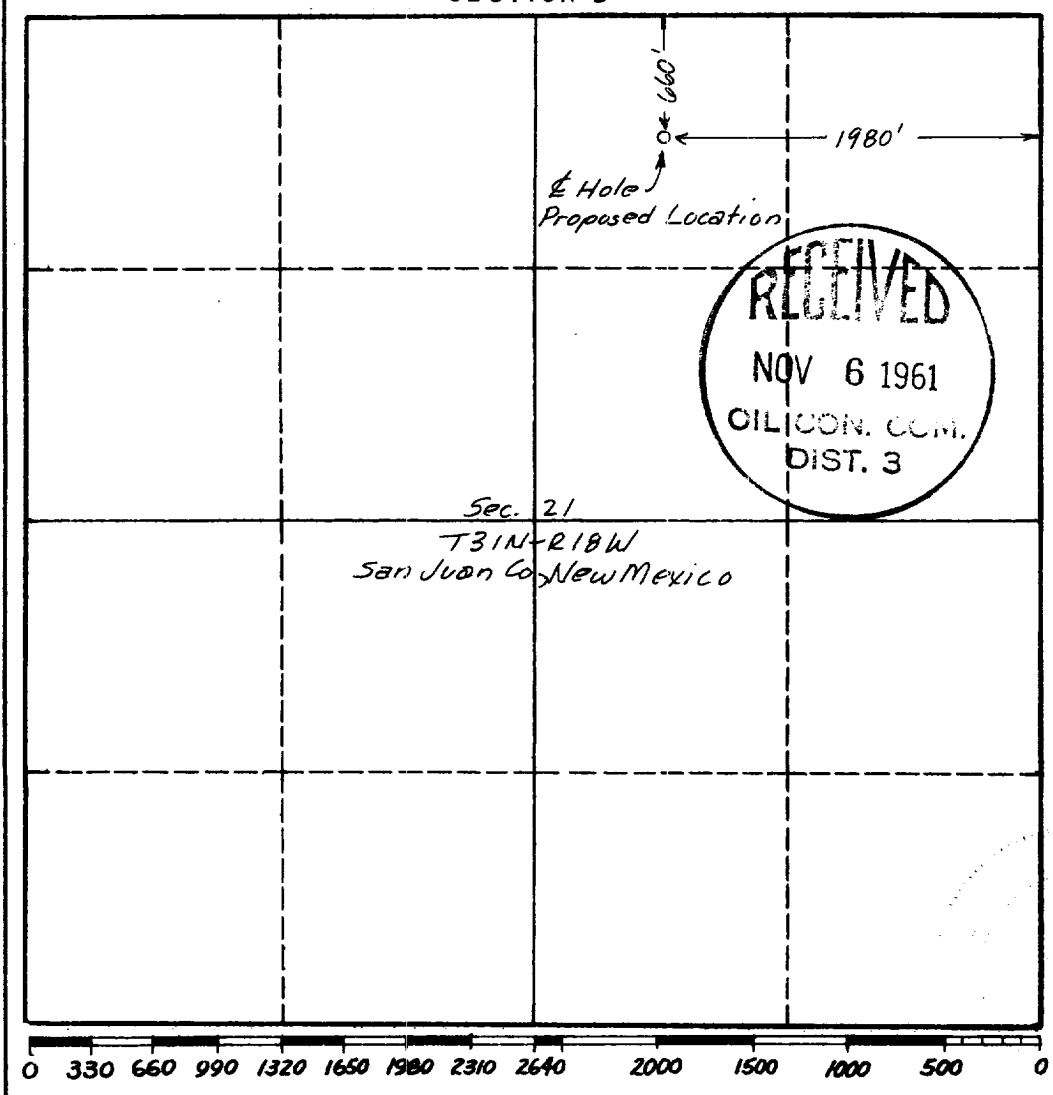 660'
1980'
℄ Hole
Proposed Location
RECEIVED
NOV 6 1961
OIL CON. COM.
DIST. 3
Sec. 21
T31N-R18W
San Juan Co, New Mexico
0 330 660 990 1320 1650 1980 2310 2640 2000 1500 1000 500 0